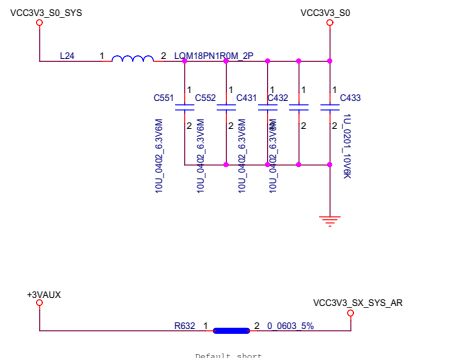 VCC3V3_S0_SYS
VCC3V3_S0
L24 1 2 LQM18PN1R0M_2P
1 1 1 1 1
C551 C552 C431 C432 C433
2 2 2 2 2
10U_0402_6.3V6M
10U_0402_6.3V6M
10U_0402_6.3V6M
10U_0402_6.3V6M
1U_0201_10V6K
+3VAUX
VCC3V3_SX_SYS_AR
R632 1 2 0_0603_5%
Default short